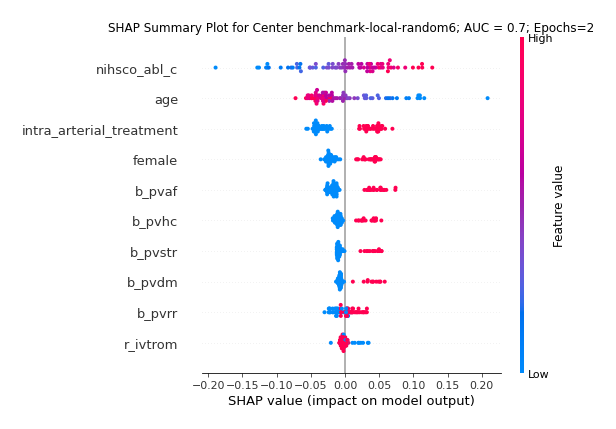 SHAP Summary Plot for Center benchmark-local-random6; AUC = 0.7; Epochs=2
High
nihsco_abl_c
age
intra_arterial_treatment
female
b_pvaf
b_pvhc
b_pvstr
b_pvdm
b_pvrr
r_ivtrom
Feature value
Low
−0.20 −0.15 −0.10 −0.05 0.00 0.05 0.10 0.15 0.20
SHAP value (impact on model output)